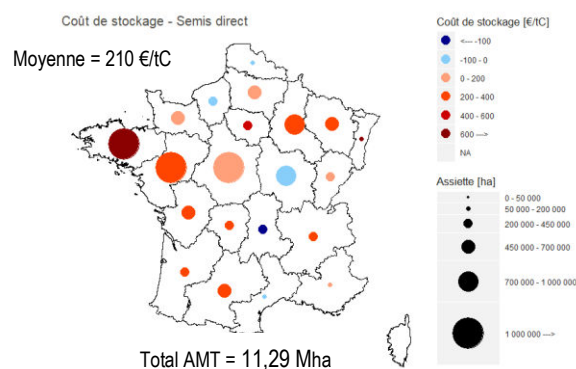 Coût de stockage - Semis direct
Moyenne = 210 €/tC
Total AMT = 11,29 Mha
Coût de stockage [€/tC]
<--- -100
-100 - 0
0 - 200
200 - 400
400 - 600
600 --->
NA
Assiette [ha]
0 - 50 000
50 000 - 200 000
200 000 - 450 000
450 000 - 700 000
700 000 - 1 000 000
1 000 000 --->